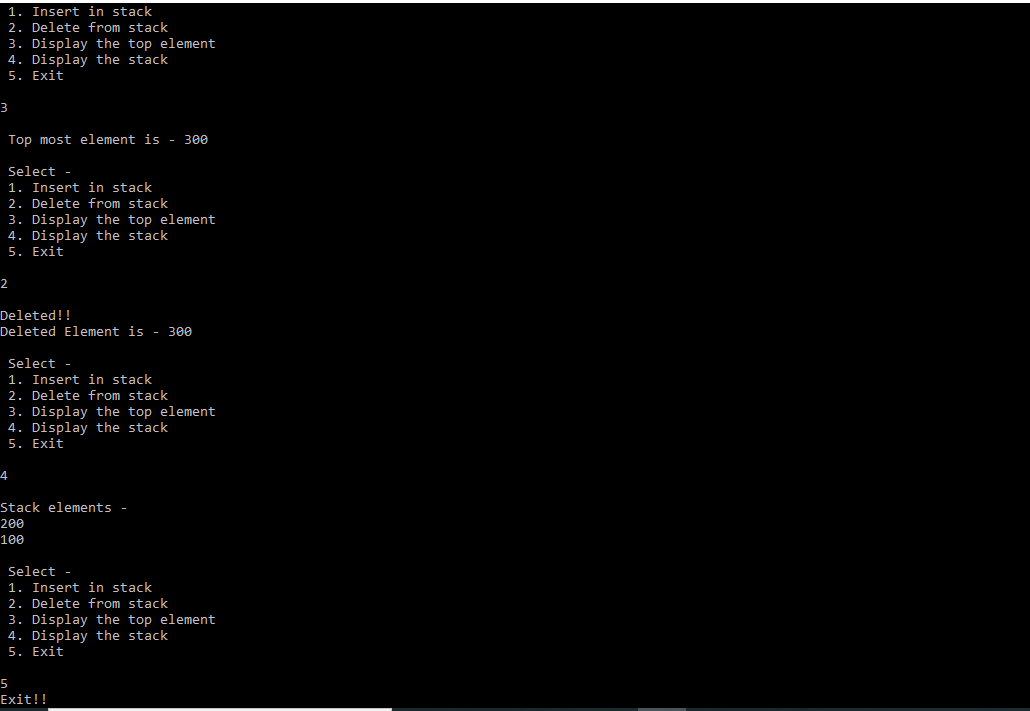 1. Insert in stack
2. Delete from stack
3. Display the top element
4. Display the stack
5. Exit
3
Top most element is - 300
Select -
1. Insert in stack
2. Delete from stack
3. Display the top element
4. Display the stack
5. Exit
2
Deleted!!
Deleted Element is - 300
Select -
1. Insert in stack
2. Delete from stack
3. Display the top element
4. Display the stack
5. Exit
4
Stack elements -
200
100
Select -
1. Insert in stack
2. Delete from stack
3. Display the top element
4. Display the stack
5. Exit
5
Exit!!